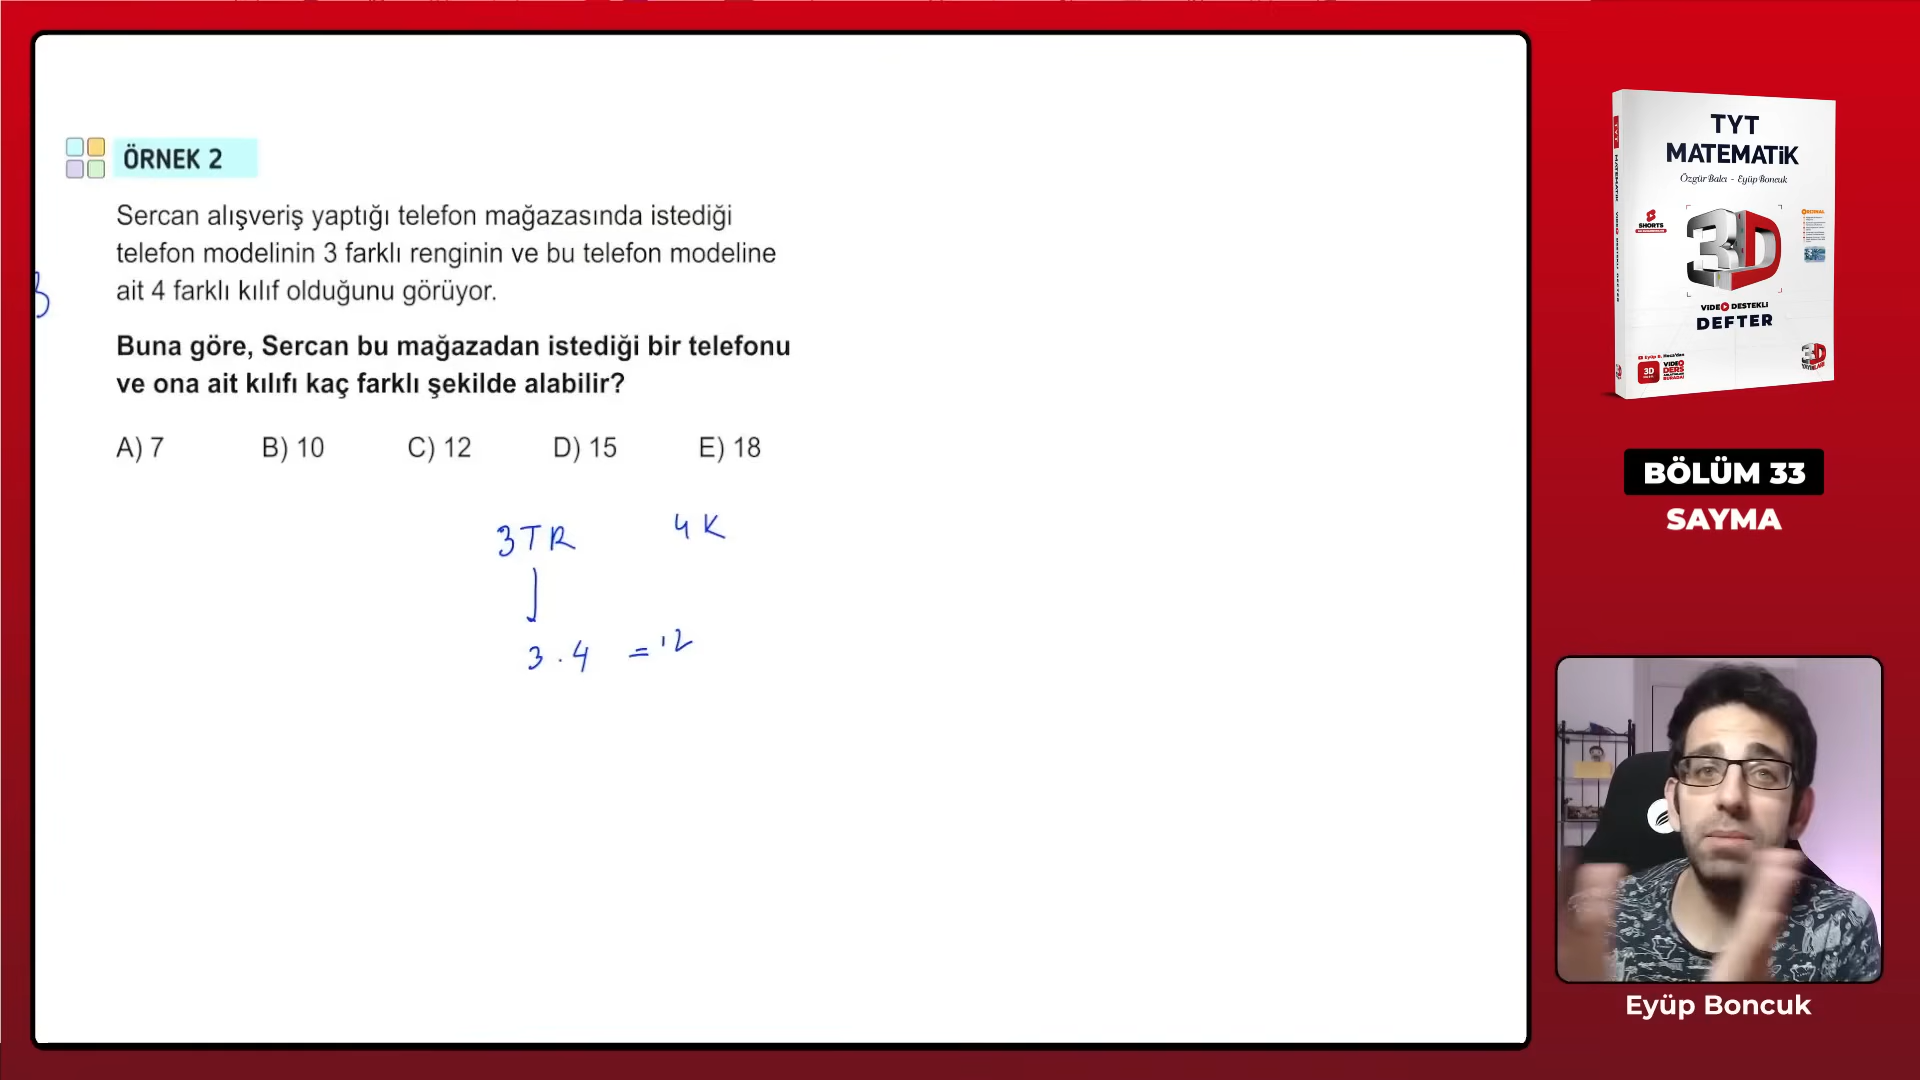 ÖRNEK 2
Sercan alışveriş yaptığı telefon mağazasında istediği
telefon modelinin 3 farklı renginin ve bu telefon modeline
ait 4 farklı kılıf olduğunu görüyor.
Buna göre, Sercan bu mağazadan istediği bir telefonu
ve ona ait kılıfı kaç farklı şekilde alabilir?
A) 7 B) 10 C) 12 D) 15 E) 18
3TR 4K
3.4 = 12
TYT
MATEMATİK
Özgür Balcı - Eyüp Boncuk
SHORTS
3D
VIDEO DESTEKLİ
DEFTER
BÖLÜM 33
SAYMA
Eyüp Boncuk